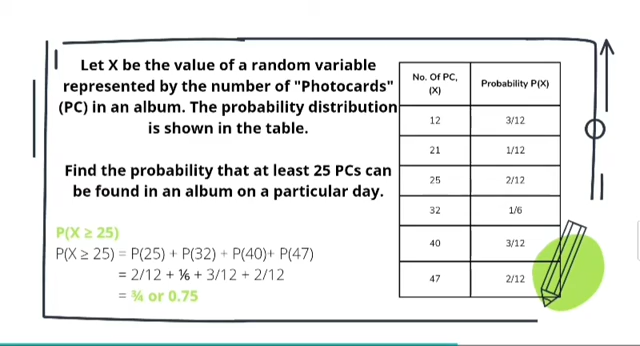 Let X be the value of a random variable
represented by the number of "Photocards"
(PC) in an album. The probability distribution
is shown in the table.
Find the probability that at least 25 PCs can
be found in an album on a particular day.
P(X ≥ 25)
P(X ≥ 25) = P(25) + P(32) + P(40)+ P(47)
= 2/12 + ⅙ + 3/12 + 2/12
= ¾ or 0.75
No. Of PC, (X) Probability P(X)
12 3/12
21 1/12
25 2/12
32 1/6
40 3/12
47 2/12